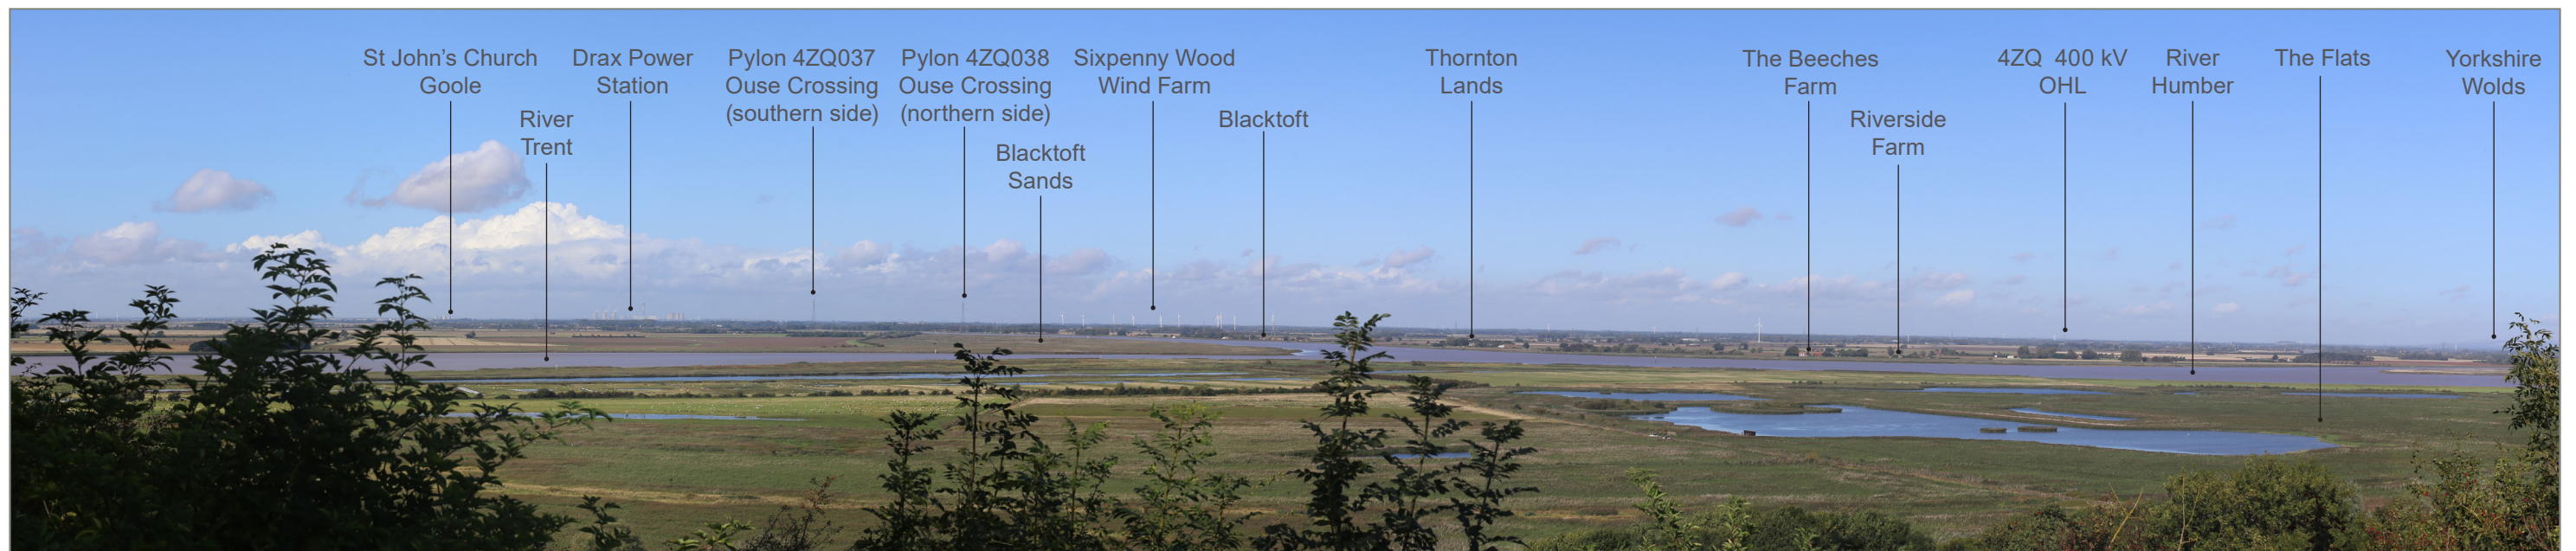 St John's Church
Goole
River
Trent
Drax Power
Station
Pylon 4ZQ037
Ouse Crossing
(southern side)
Pylon 4ZQ038
Ouse Crossing
(northern side)
Blacktoft
Sands
Sixpenny Wood
Wind Farm
Blacktoft
Thornton
Lands
The Beeches
Farm
Riverside
Farm
4ZQ  400 kV
OHL
River
Humber
The Flats
Yorkshire
Wolds